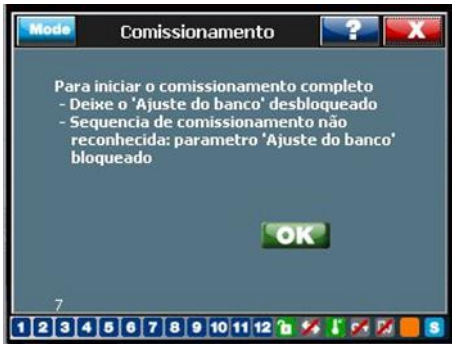 Mode Comissionamento ? X
Para iniciar o comissionamento completo
- Deixe o 'Ajuste do banco' desbloqueado
- Sequencia de comissionamento não
reconhecida: parametro 'Ajuste do banco'
bloqueado
OK
7
1 2 3 4 5 6 7 8 9 10 11 12 S